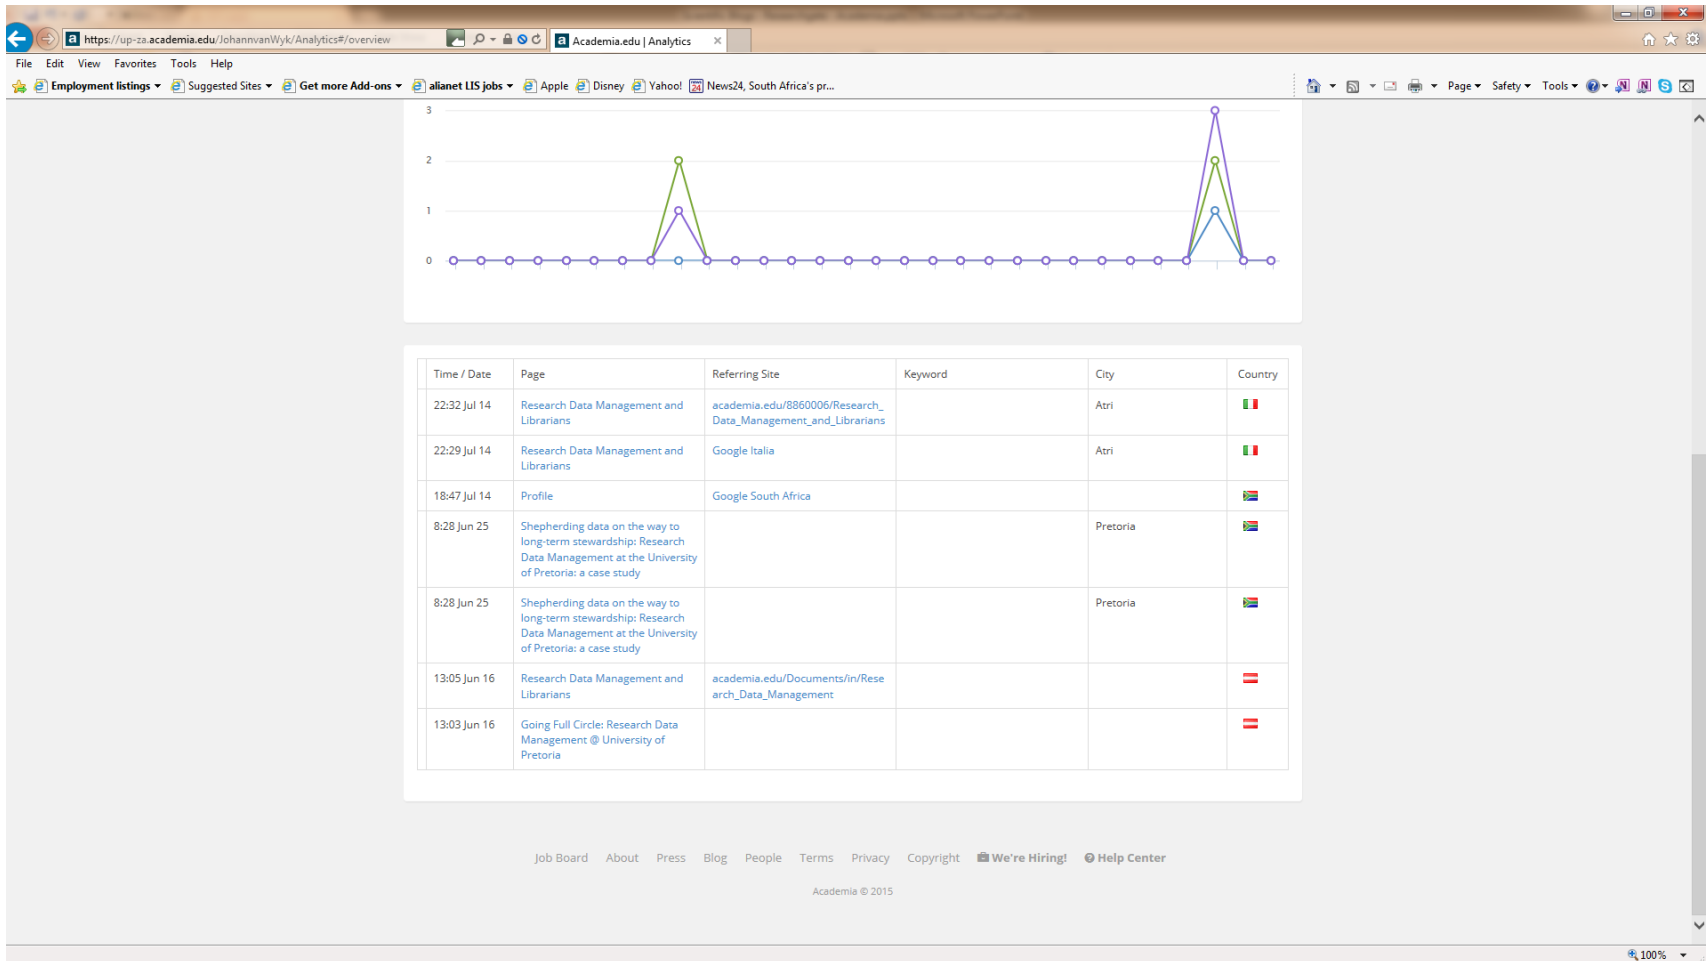 https://up-za.academia.edu/JohannvanWyk/Analytics#/overview
a Academia.edu | Analytics
File Edit View Favorites Tools Help
Employment listings Suggested Sites Get more Add-ons alianet LIS jobs Apple Disney Yahoo! News24, South Africa's pr...
Page Safety Tools
3
2
1
0
Time / Date Page Referring Site Keyword City Country
22:32 Jul 14 Research Data Management and academia.edu/8860006/Research_ Atri
Librarians Data_Management_and_Librarians
22:29 Jul 14 Research Data Management and Google Italia Atri
Librarians
18:47 Jul 14 Profile Google South Africa
8:28 Jun 25 Shepherding data on the way to Pretoria
long-term stewardship: Research
Data Management at the University
of Pretoria: a case study
8:28 Jun 25 Shepherding data on the way to Pretoria
long-term stewardship: Research
Data Management at the University
of Pretoria: a case study
13:05 Jun 16 Research Data Management and academia.edu/Documents/in/Rese
Librarians arch_Data_Management
13:03 Jun 16 Going Full Circle: Research Data
Management @ University of
Pretoria
Job Board About Press Blog People Terms Privacy Copyright We're Hiring! Help Center
Academia © 2015
100%